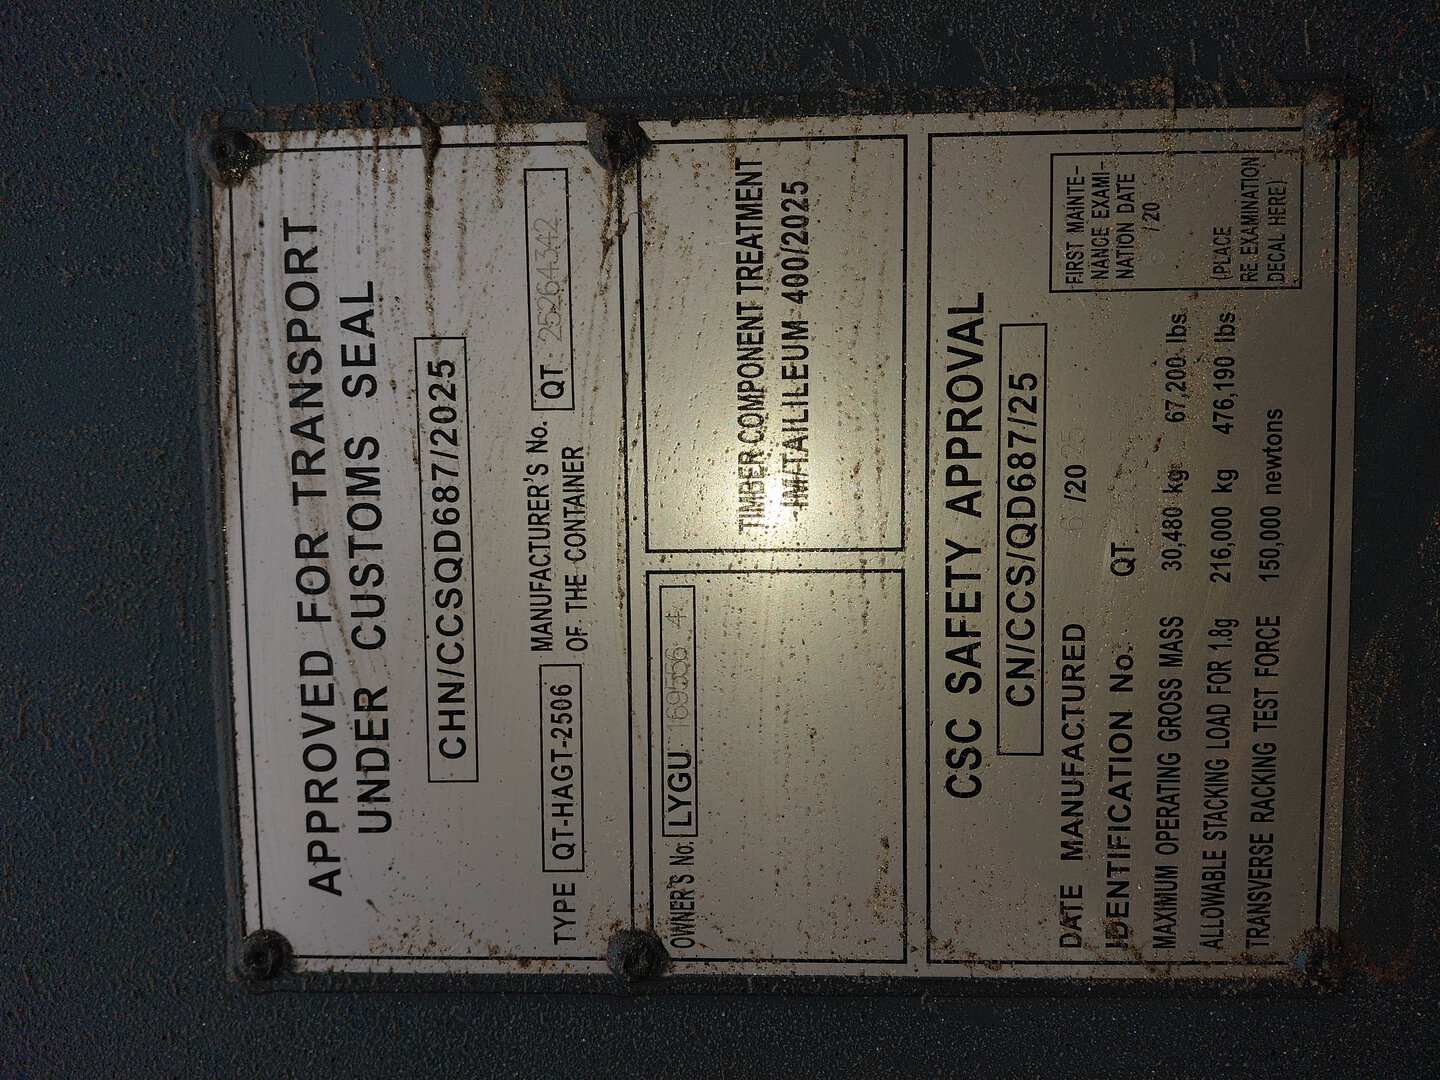 APPROVED FOR TRANSPORT
UNDER CUSTOMS SEAL
CHN/CCSQD687/2025
TYPE QT-HAGT-2506 MANUFACTURER'S No. OF THE CONTAINER QT 25264342
OWNER'S No: LYGU
TIMBER COMPONENT TREATMENT
IM/TAILILEUM 400/2025
CSC SAFETY APPROVAL
CN/CCS/QD687/25
DATE MANUFACTURED 6 /20 25
IDENTIFICATION No. QT
MAXIMUM OPERATING GROSS MASS 30,480 kg 67,200 lbs
ALLOWABLE STACKING LOAD FOR 1.8g 216,000 kg 476,190 lbs
TRANSVERSE RACKING TEST FORCE 150,000 newtons
FIRST MAINTE-
NANCE EXAMI-
NATION DATE
/20
(PLACE
RE.EXAMINATION
DECAL HERE)